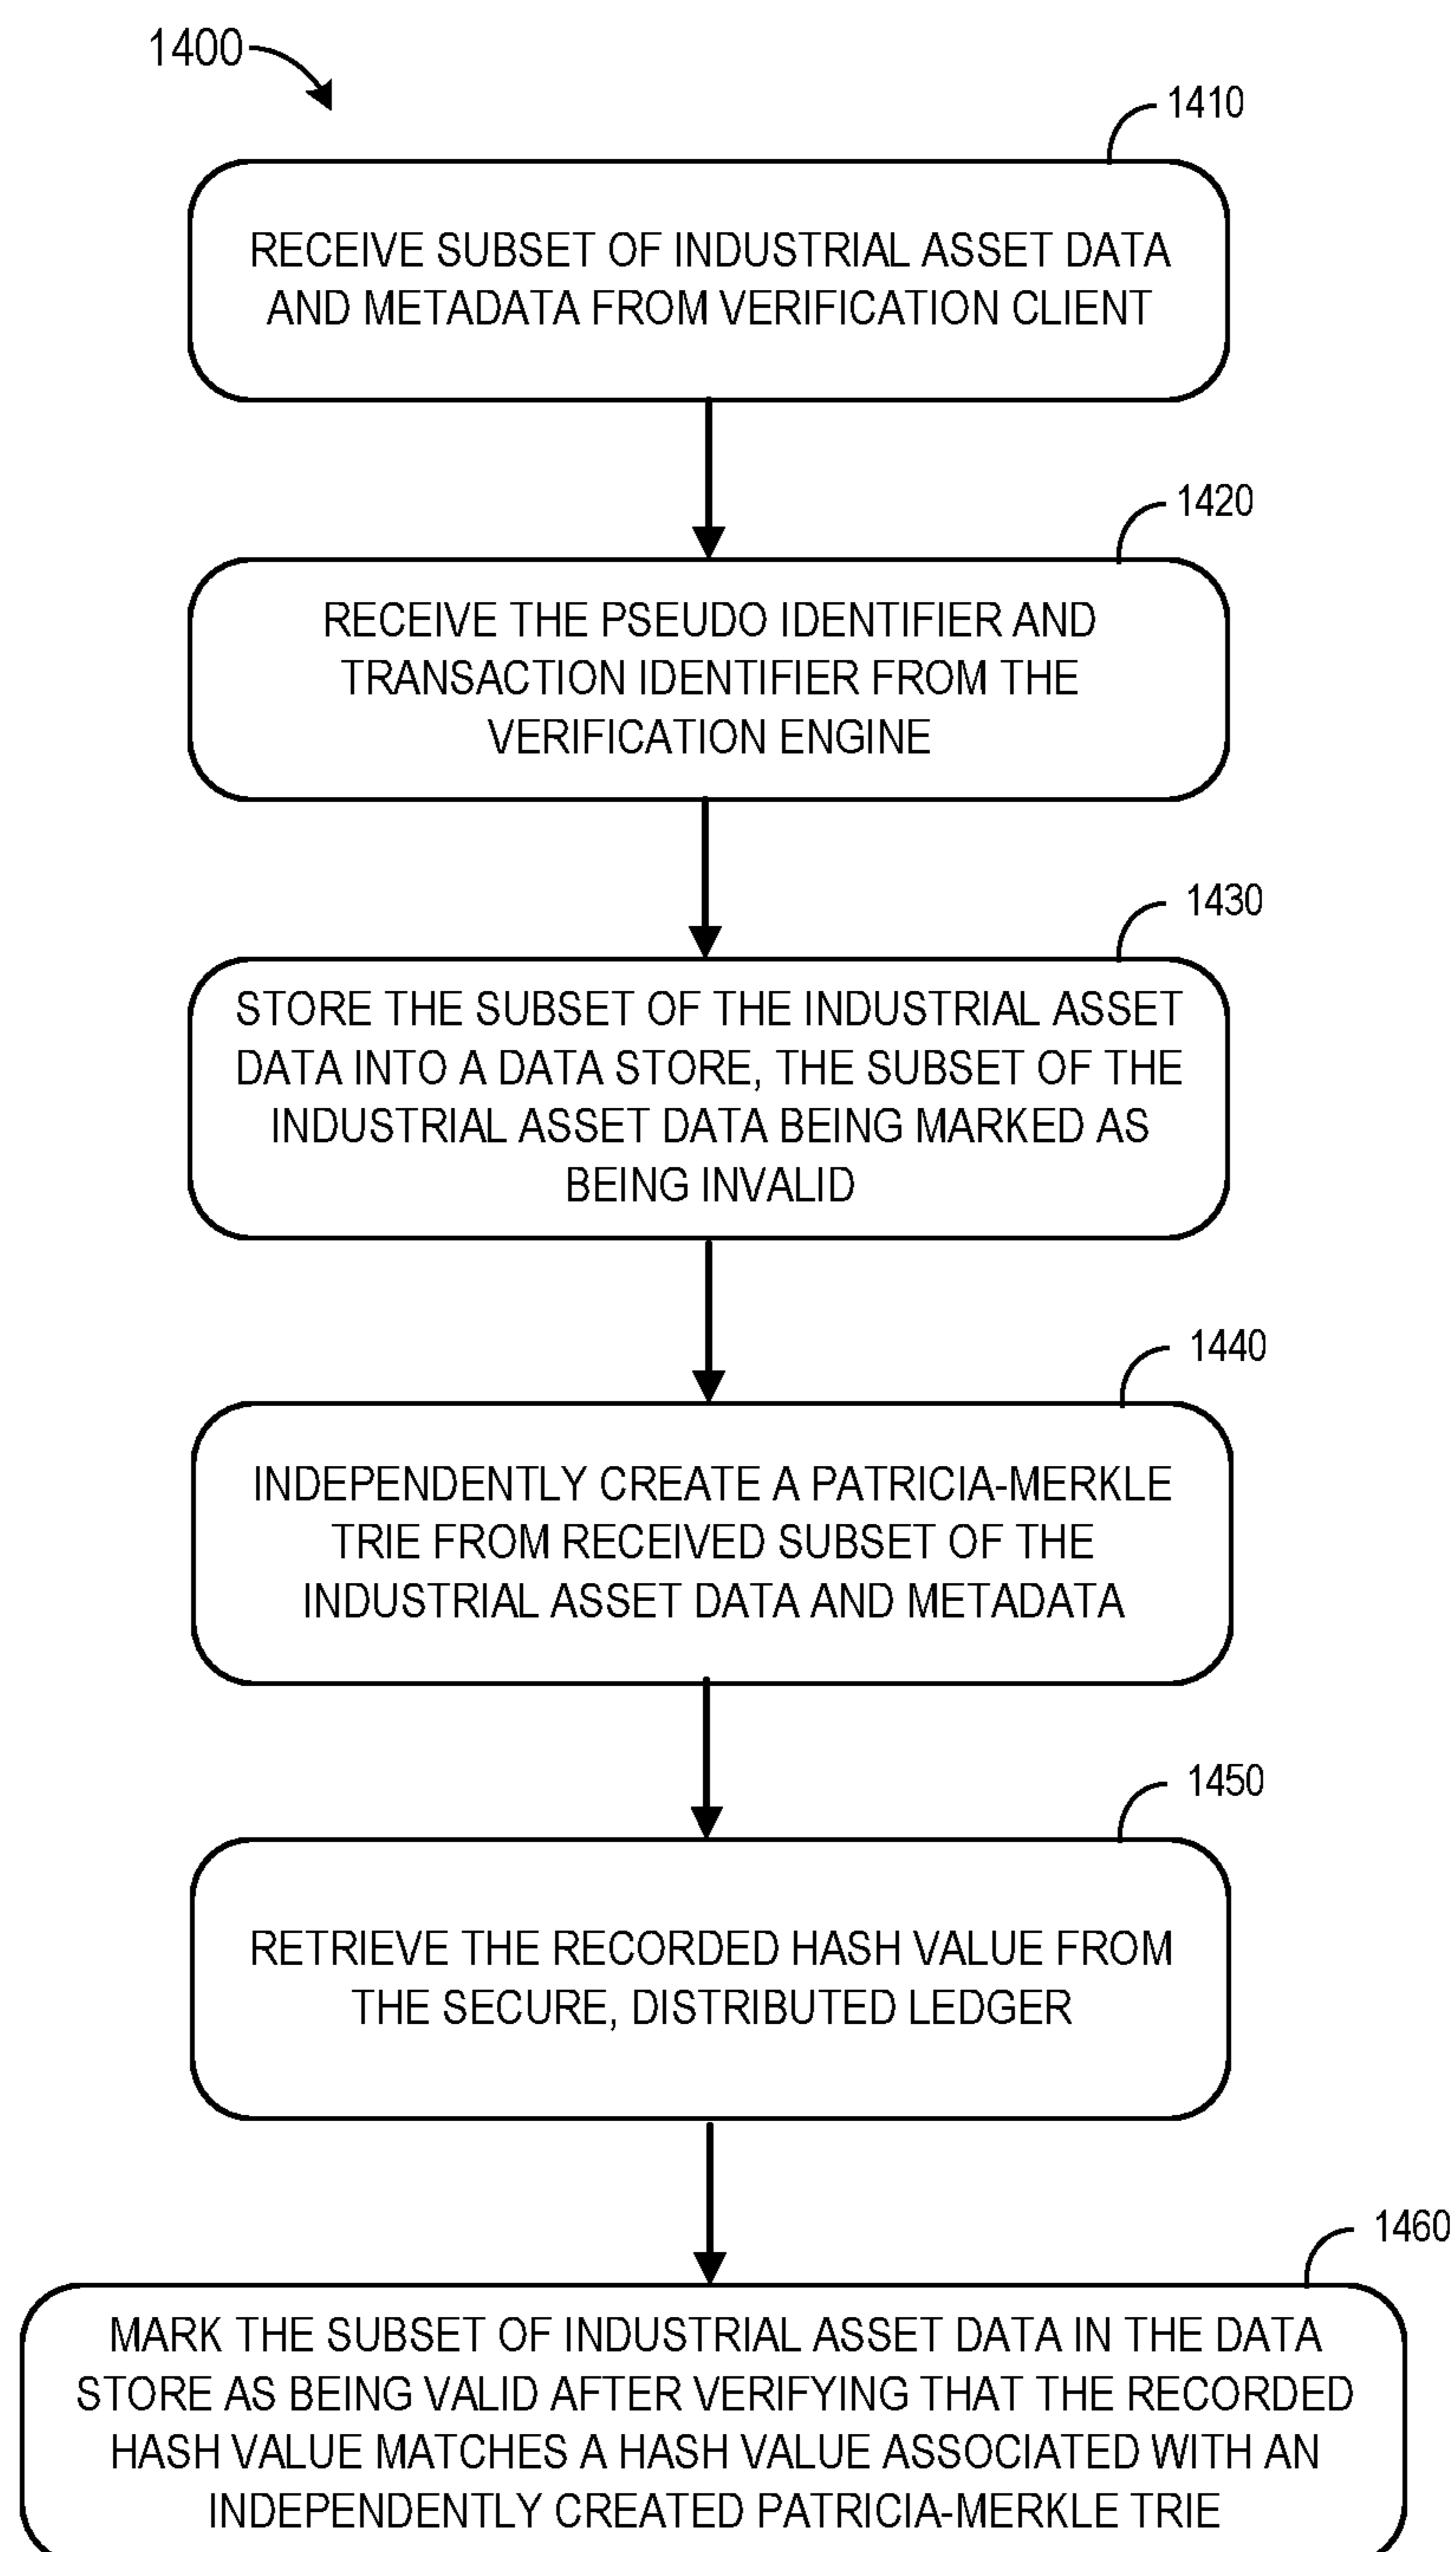 1400
1410
RECEIVE SUBSET OF INDUSTRIAL ASSET DATA
AND METADATA FROM VERIFICATION CLIENT
1420
RECEIVE THE PSEUDO IDENTIFIER AND
TRANSACTION IDENTIFIER FROM THE
VERIFICATION ENGINE
1430
STORE THE SUBSET OF THE INDUSTRIAL ASSET
DATA INTO A DATA STORE, THE SUBSET OF THE
INDUSTRIAL ASSET DATA BEING MARKED AS
BEING INVALID
1440
INDEPENDENTLY CREATE A PATRICIA-MERKLE
TRIE FROM RECEIVED SUBSET OF THE
INDUSTRIAL ASSET DATA AND METADATA
1450
RETRIEVE THE RECORDED HASH VALUE FROM
THE SECURE, DISTRIBUTED LEDGER
1460
MARK THE SUBSET OF INDUSTRIAL ASSET DATA IN THE DATA
STORE AS BEING VALID AFTER VERIFYING THAT THE RECORDED
HASH VALUE MATCHES A HASH VALUE ASSOCIATED WITH AN
INDEPENDENTLY CREATED PATRICIA-MERKLE TRIE